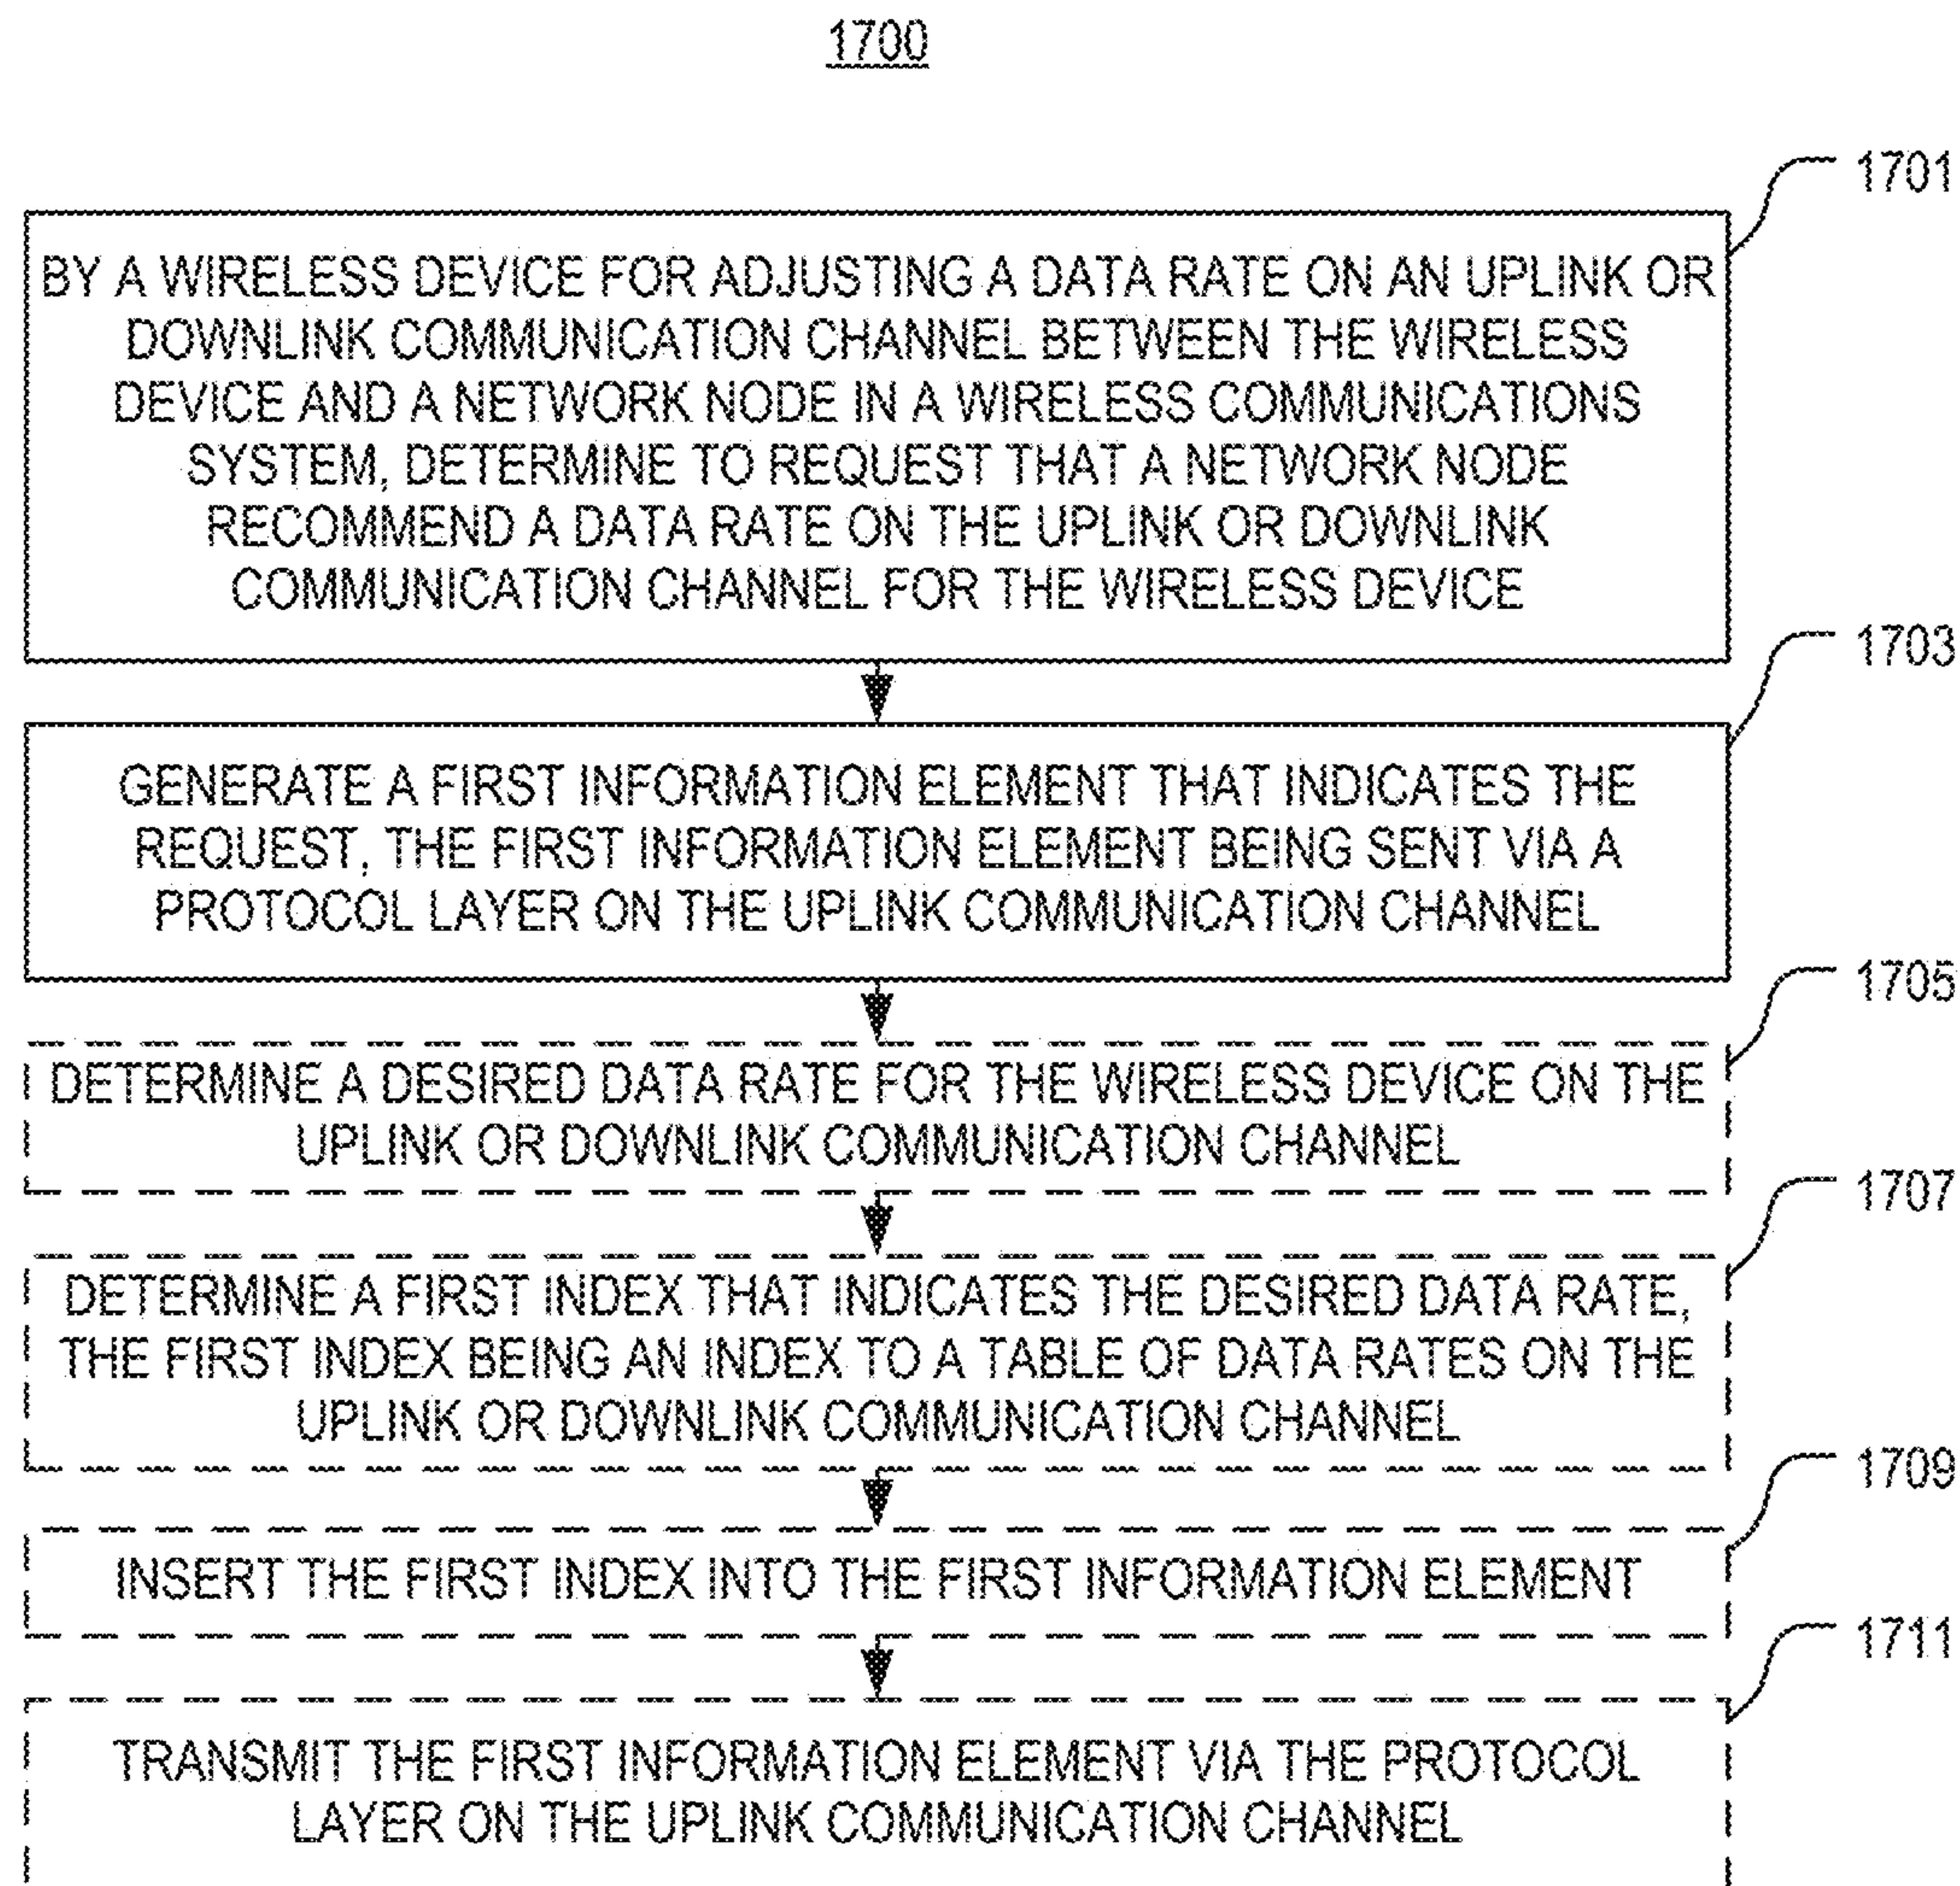 1700
1701
BY A WIRELESS DEVICE FOR ADJUSTING A DATA RATE ON AN UPLINK OR
DOWNLINK COMMUNICATION CHANNEL BETWEEN THE WIRELESS
DEVICE AND A NETWORK NODE IN A WIRELESS COMMUNICATIONS
SYSTEM, DETERMINE TO REQUEST THAT A NETWORK NODE
RECOMMEND A DATA RATE ON THE UPLINK OR DOWNLINK
COMMUNICATION CHANNEL FOR THE WIRELESS DEVICE
1703
GENERATE A FIRST INFORMATION ELEMENT THAT INDICATES THE
REQUEST, THE FIRST INFORMATION ELEMENT BEING SENT VIA A
PROTOCOL LAYER ON THE UPLINK COMMUNICATION CHANNEL
1705
DETERMINE A DESIRED DATA RATE FOR THE WIRELESS DEVICE ON THE
UPLINK OR DOWNLINK COMMUNICATION CHANNEL
1707
DETERMINE A FIRST INDEX THAT INDICATES THE DESIRED DATA RATE,
THE FIRST INDEX BEING AN INDEX TO A TABLE OF DATA RATES ON THE
UPLINK OR DOWNLINK COMMUNICATION CHANNEL
1709
INSERT THE FIRST INDEX INTO THE FIRST INFORMATION ELEMENT
1711
TRANSMIT THE FIRST INFORMATION ELEMENT VIA THE PROTOCOL
LAYER ON THE UPLINK COMMUNICATION CHANNEL